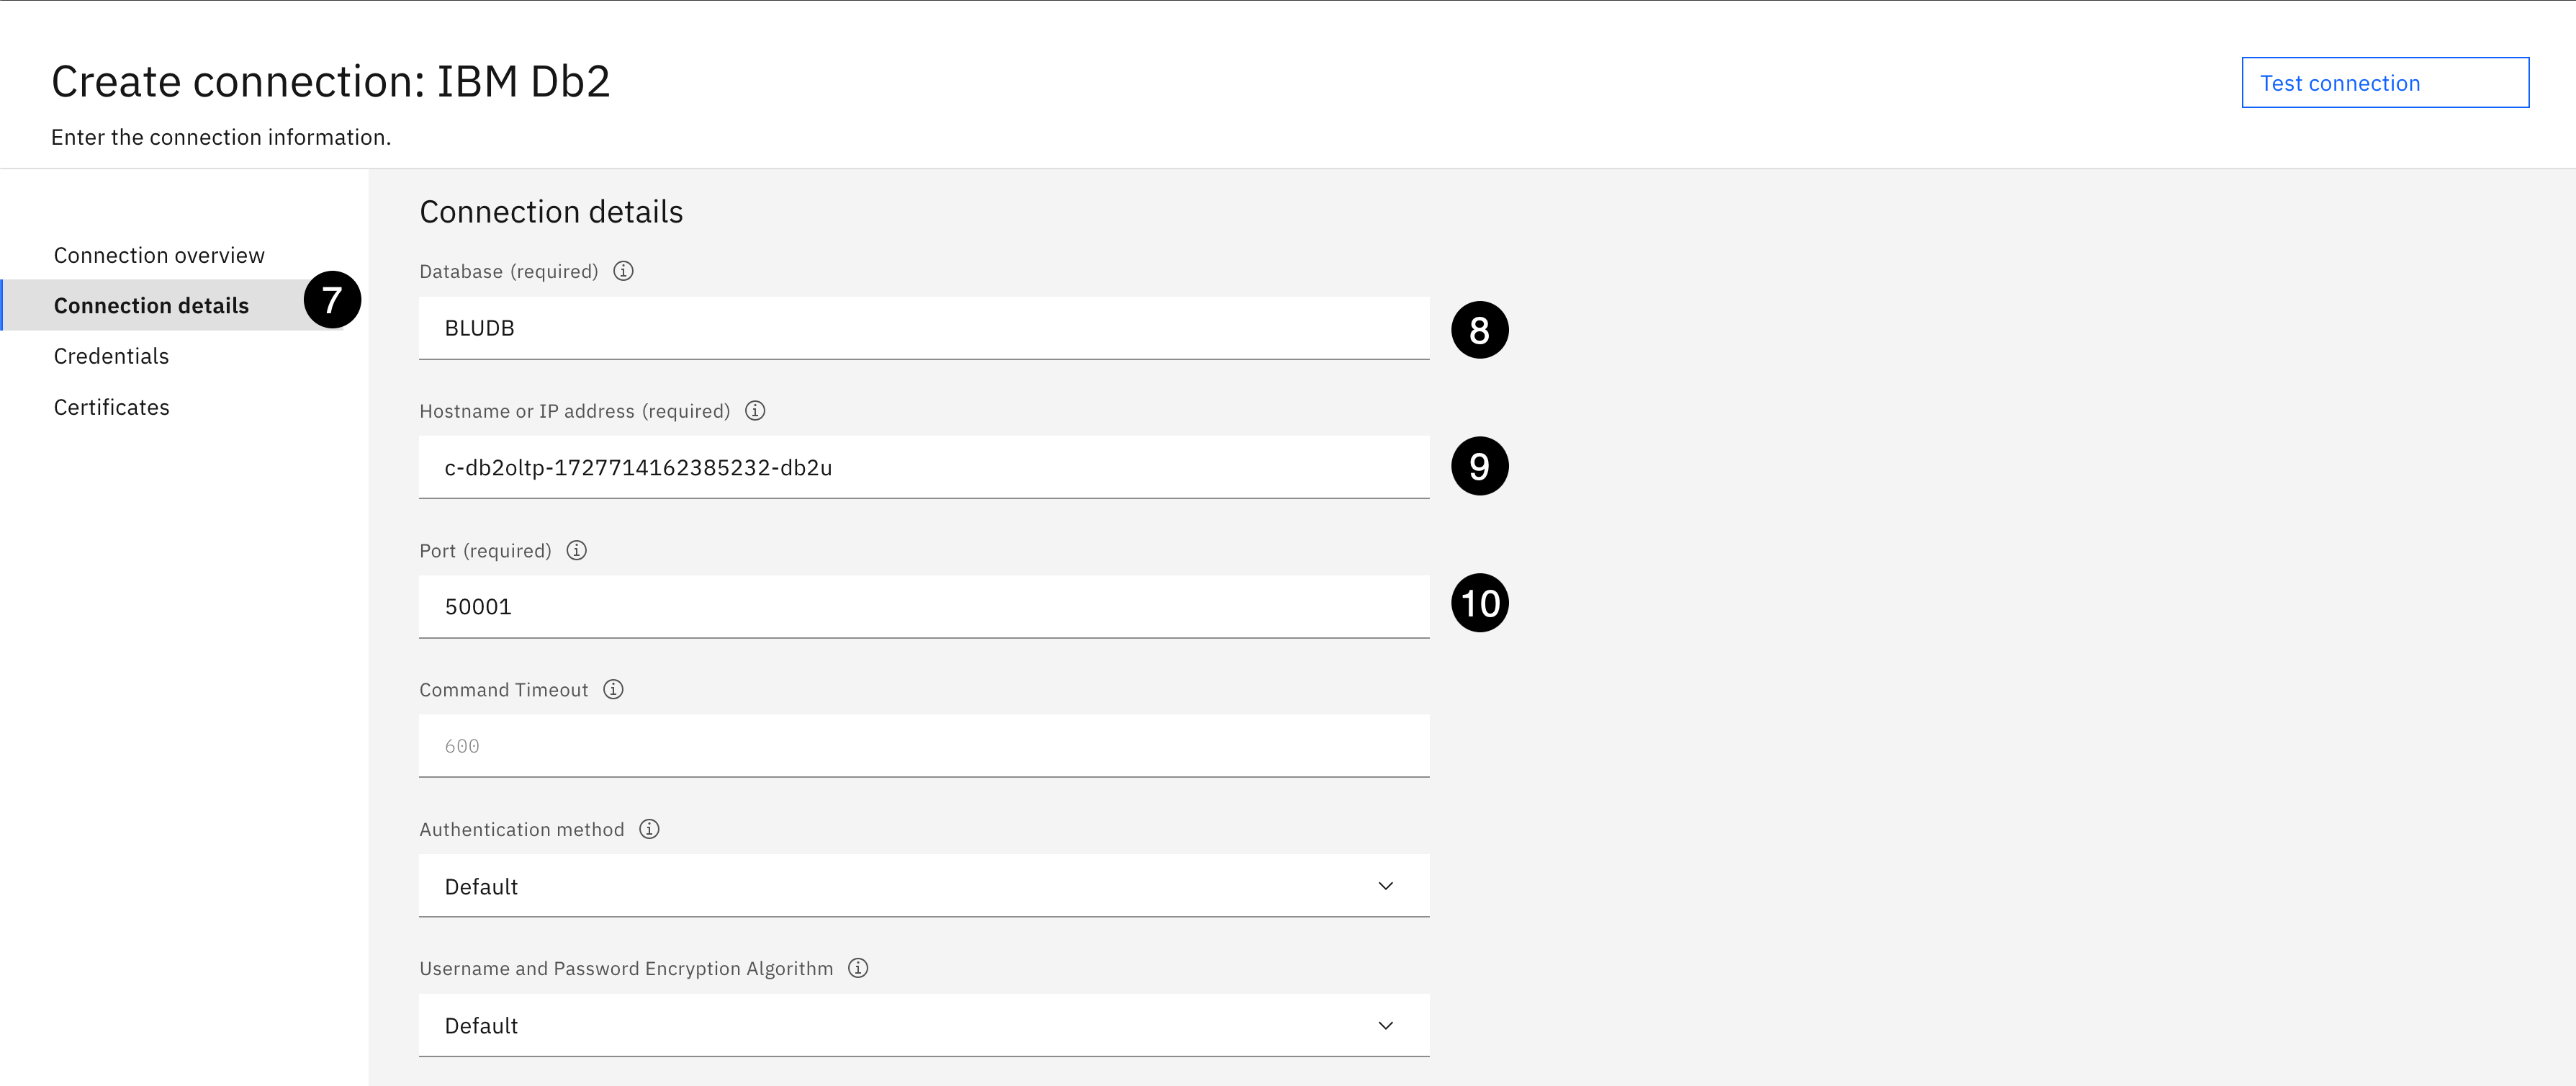 Create connection: IBM Db2
Test connection
Enter the connection information.
Connection overview
Connection details
7
Credentials
Certificates
Connection details
Database (required)
BLUDB
8
Hostname or IP address (required)
c-db2oltp-1727714162385232-db2u
9
Port (required)
50001
10
Command Timeout
600
Authentication method
Default
Username and Password Encryption Algorithm
Default